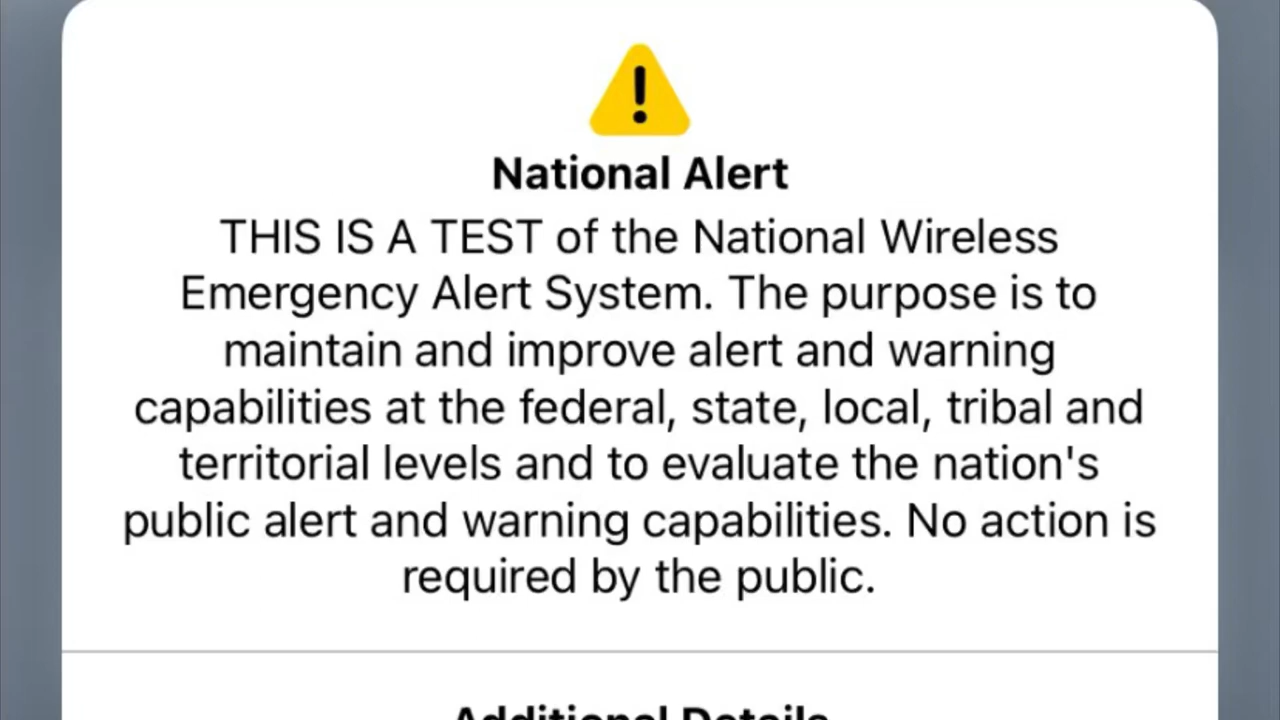 National Alert
THIS IS A TEST of the National Wireless
Emergency Alert System. The purpose is to
maintain and improve alert and warning
capabilities at the federal, state, local, tribal and
territorial levels and to evaluate the nation's
public alert and warning capabilities. No action is
required by the public.
Additional Details